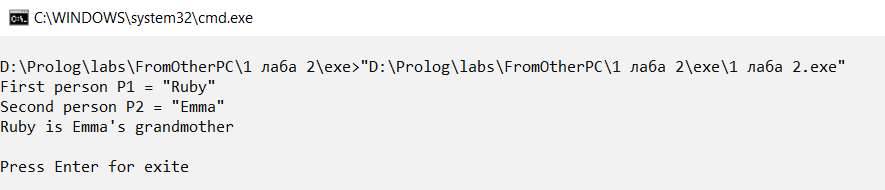 C:\WINDOWS\system32\cmd.exe
D:\Prolog\labs\FromOtherPC\1 лаба 2\exe>"D:\Prolog\labs\FromOtherPC\1 лаба 2\exe\1 лаба 2.exe"
First person P1 = "Ruby"
Second person P2 = "Emma"
Ruby is Emma's grandmother
Press Enter for exite